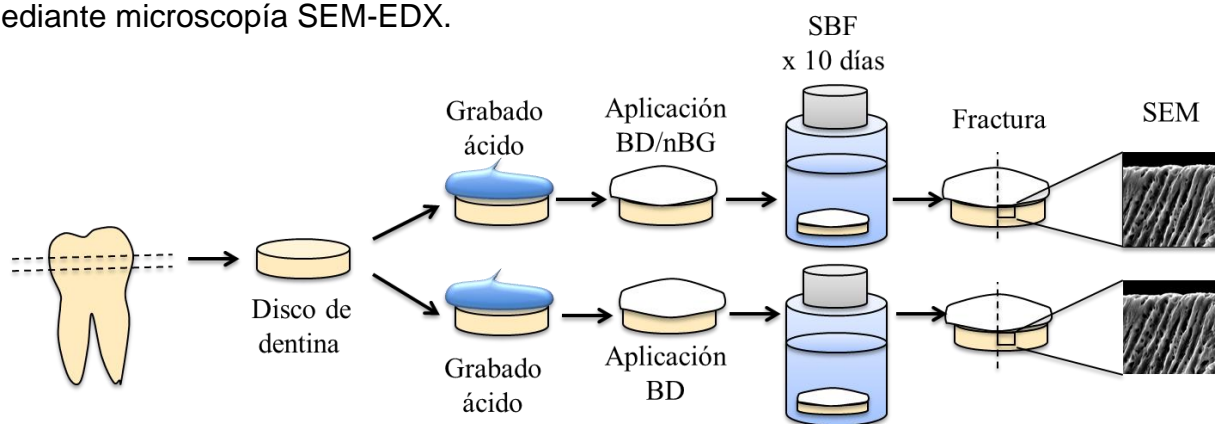 ediante microscopía SEM-EDX.
SBF
x 10 días
Grabado
ácido
Aplicación
BD/nBG
Fractura
SEM
Disco de
dentina
Grabado
ácido
Aplicación
BD